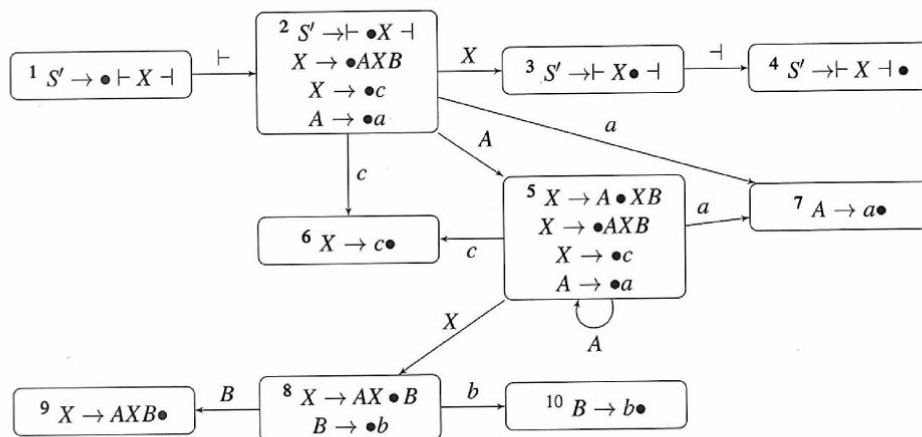 1 S′ → ● ⊢ X ⊣
⊢
2 S′ →⊢ ●X ⊣
X → ●AXB
X → ●c
A → ●a
X
3 S′ →⊢ X● ⊣
⊣
4 S′ →⊢ X ⊣ ●
a
A
c
5 X → A ● XB
X → ●AXB
X → ●c
A → ●a
a
7 A → a●
6 X → c●
c
X
A
9 X → AXB●
B
8 X → AX ● B
B → ●b
b
10 B → b●